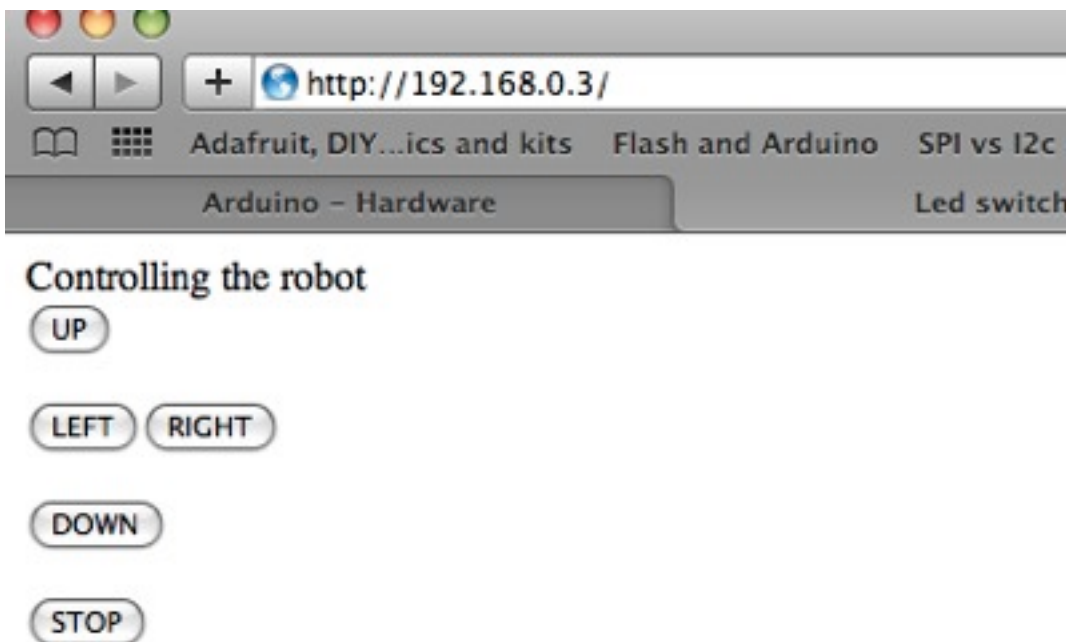 http://192.168.0.3/
Adafruit, DIY...ics and kits Flash and Arduino SPI vs I2c
Arduino – Hardware Led switch
Controlling the robot
UP
LEFT RIGHT
DOWN
STOP